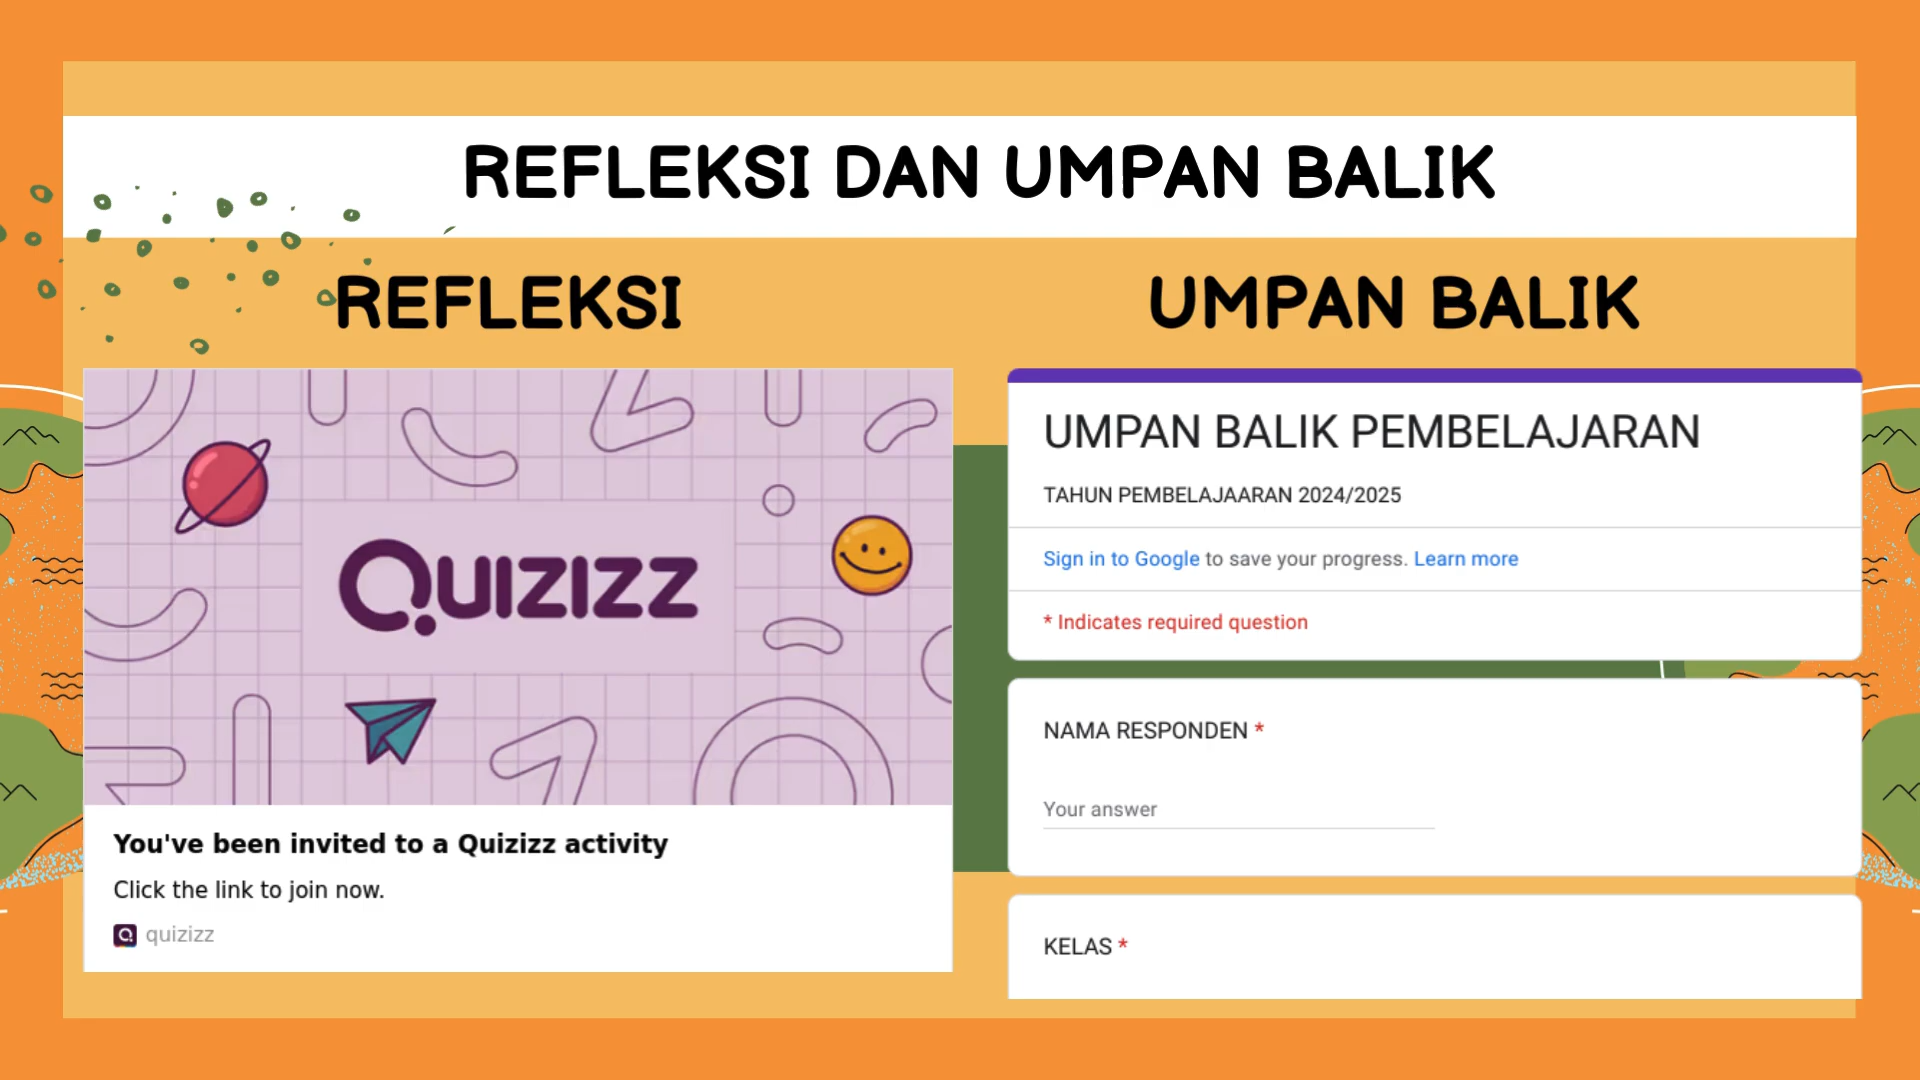 REFLEKSI DAN UMPAN BALIK
REFLEKSI
QUIZIZZ
You've been invited to a Quizizz activity
Click the link to join now.
quizizz
UMPAN BALIK
UMPAN BALIK PEMBELAJARAN
TAHUN PEMBELAJAARAN 2024/2025
Sign in to Google to save your progress. Learn more
* Indicates required question
NAMA RESPONDEN *
Your answer
KELAS *